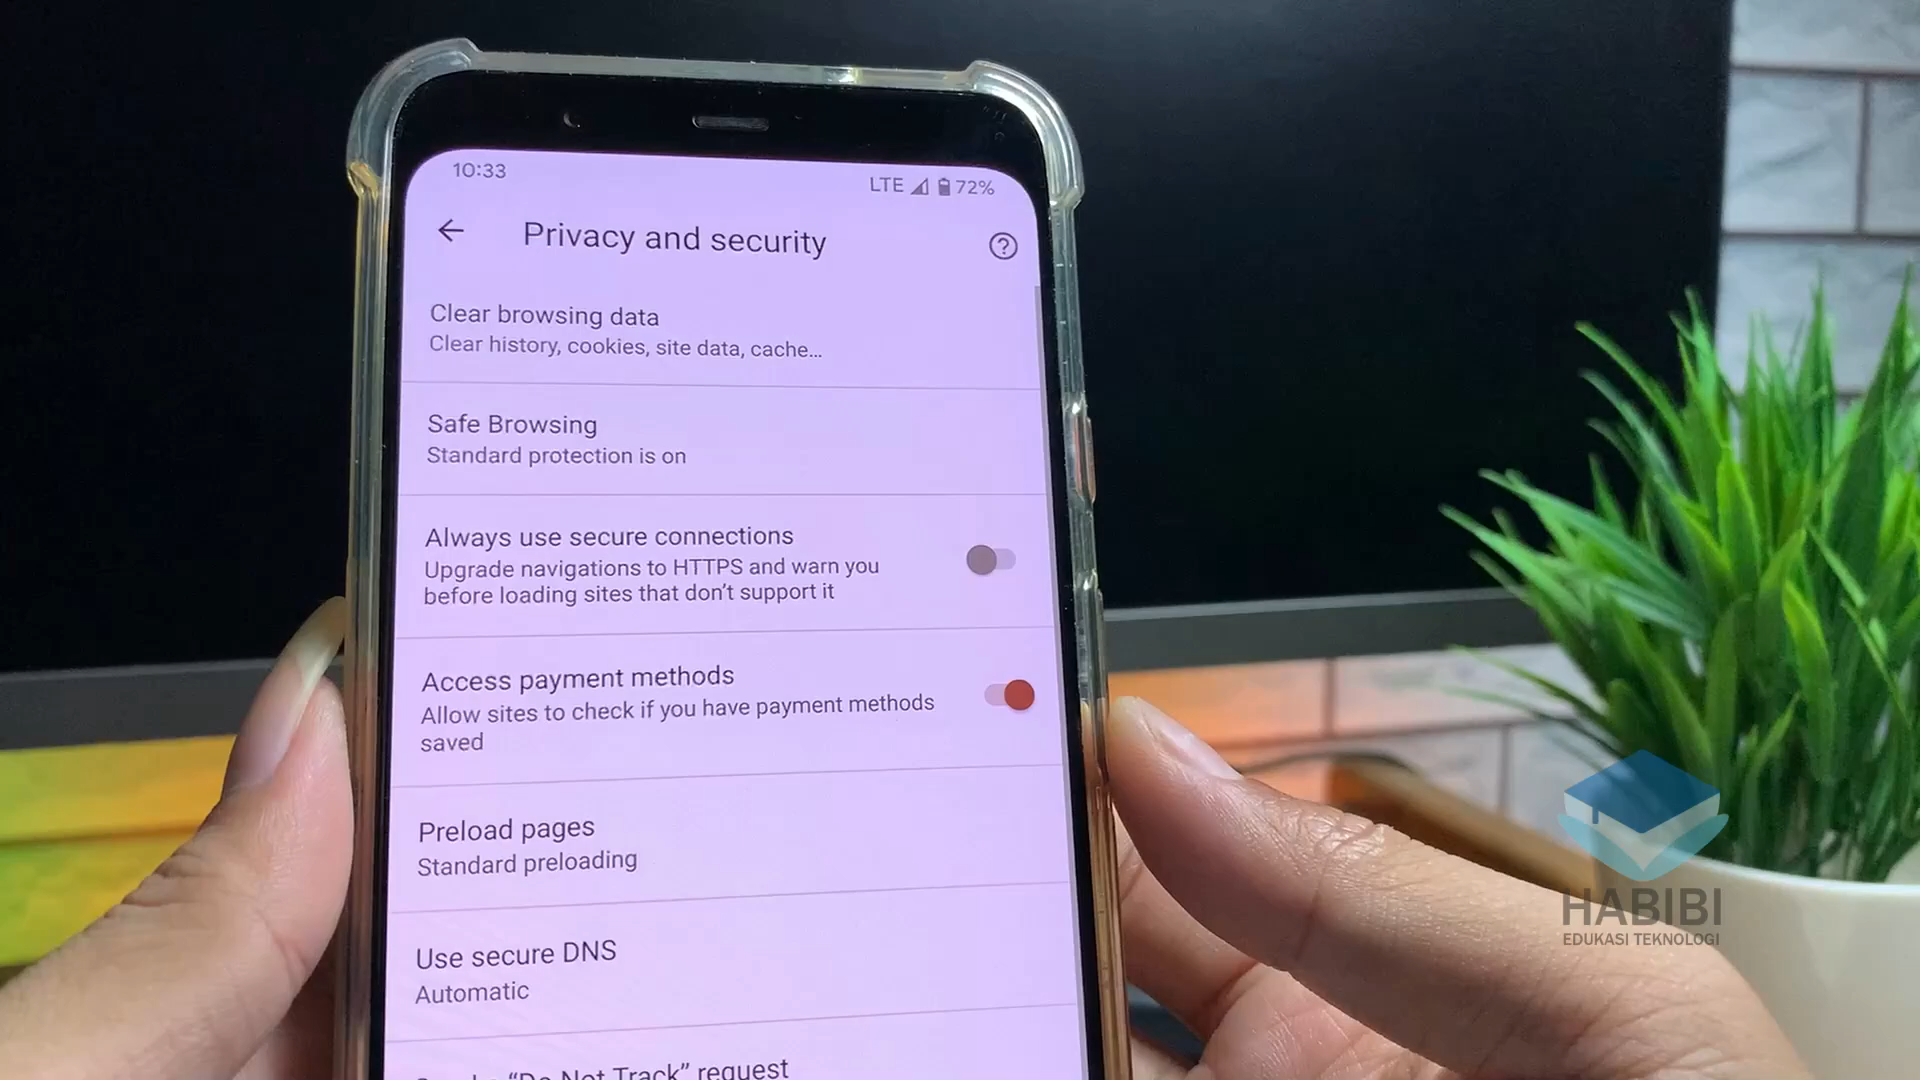 10:33
LTE 72%
Privacy and security
Clear browsing data
Clear history, cookies, site data, cache...
Safe Browsing
Standard protection is on
Always use secure connections
Upgrade navigations to HTTPS and warn you
before loading sites that don't support it
Access payment methods
Allow sites to check if you have payment methods
saved
Preload pages
Standard preloading
Use secure DNS
Automatic
"Do Not Track" request
HABIBI
EDUKASI TEKNOLOGI